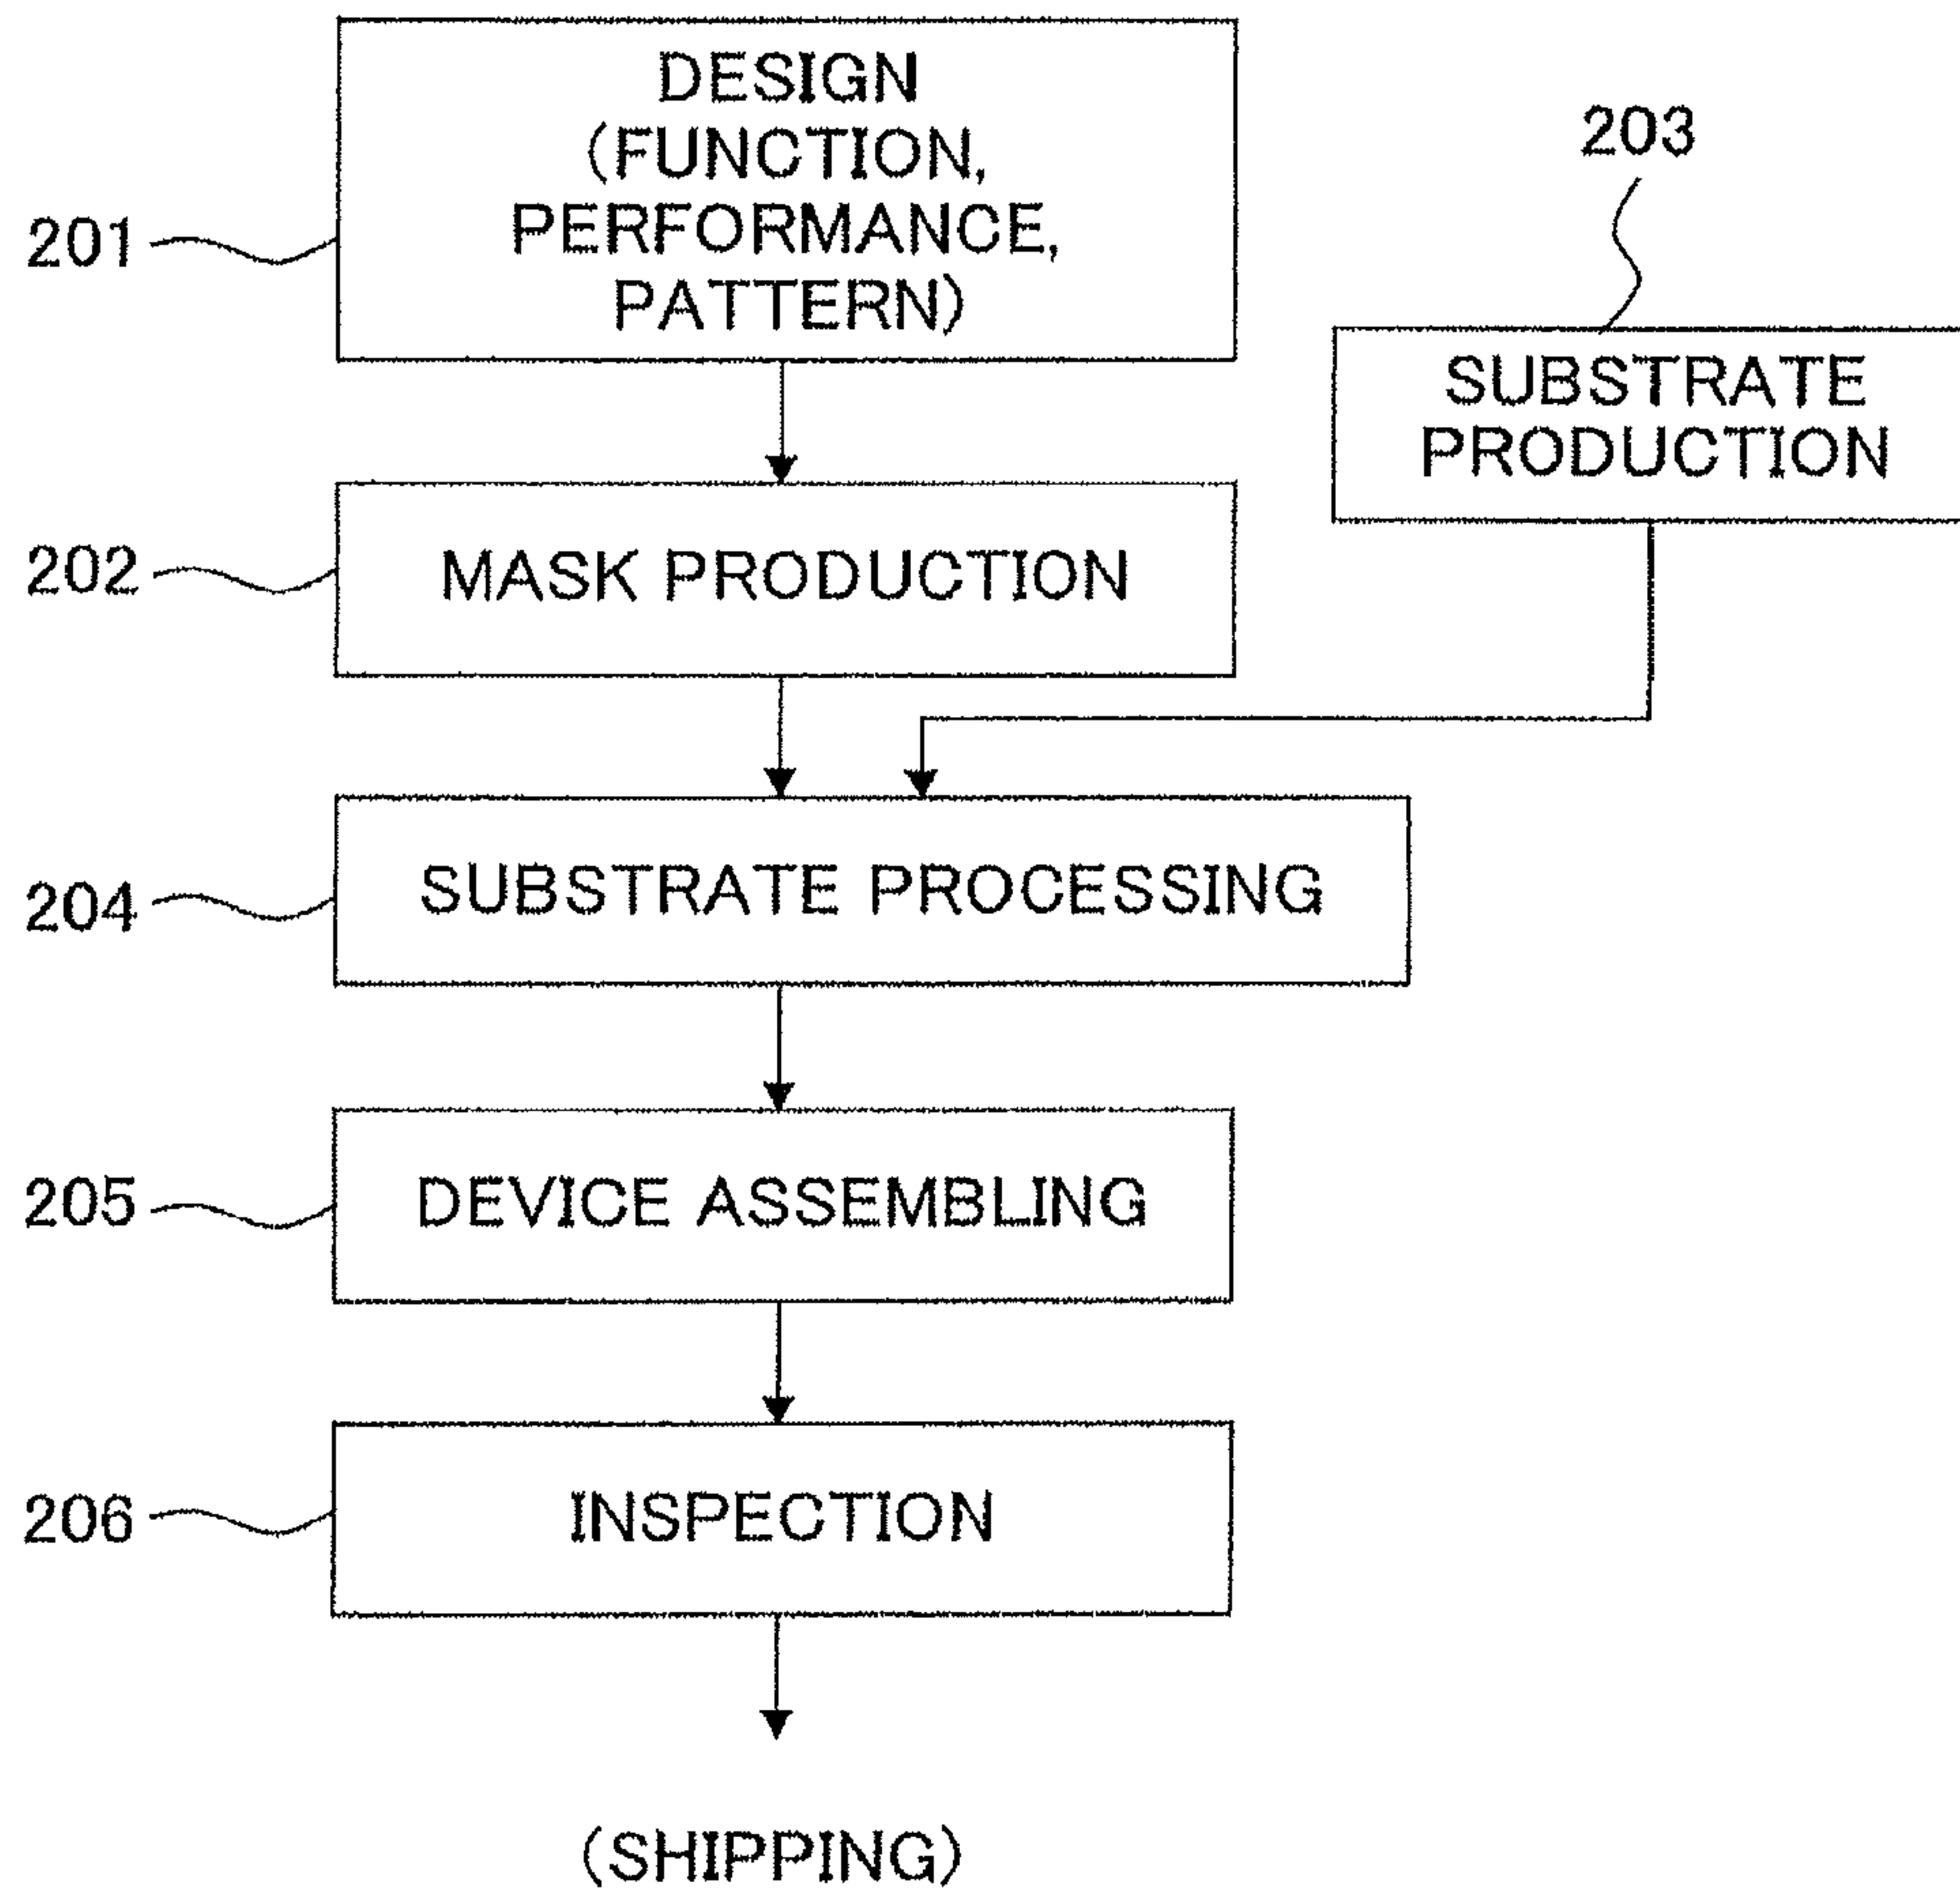 DESIGN
(FUNCTION,
PERFORMANCE,
PATTERN)
201
203
SUBSTRATE
PRODUCTION
202
MASK PRODUCTION
204
SUBSTRATE PROCESSING
205
DEVICE ASSEMBLING
206
INSPECTION
(SHIPPING)